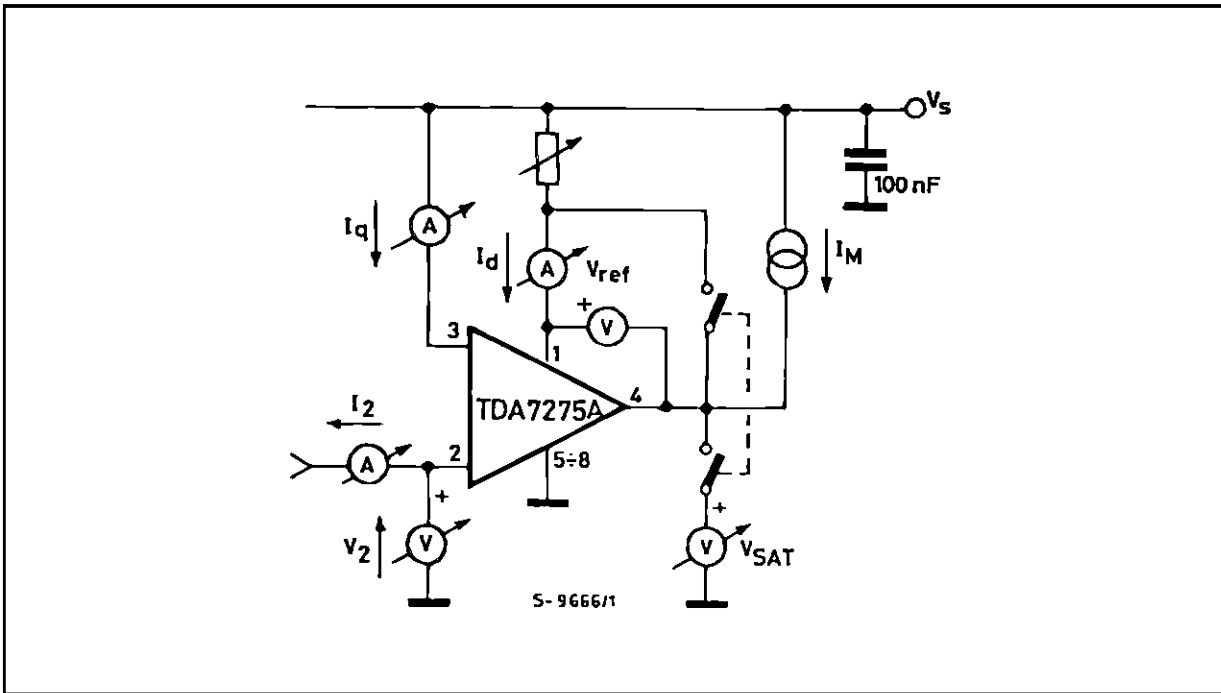 Vs
100 nF
Iq
A
Id
A
Vref
IM
+
V
3
1
TDA7275A
4
I2
A
2
5÷8
+
V2
V
+
V
VSAT
S-9666/1